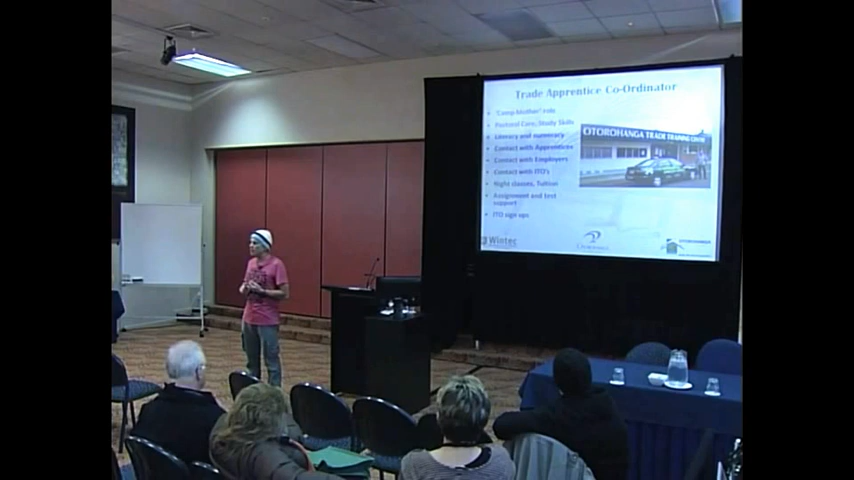 Trade Apprentice Co-Ordinator
• 'Camp Mother' role
• Pastoral Care, Study Skills
• Literacy and numeracy
• Contact with Apprentices
• Contact with Employers
• Contact with ITO's
• Night classes, Tuition
• Assignment and test
support
• ITO sign ups
OTOROHANGA TRADE TRAINING CENTRE
Wintec